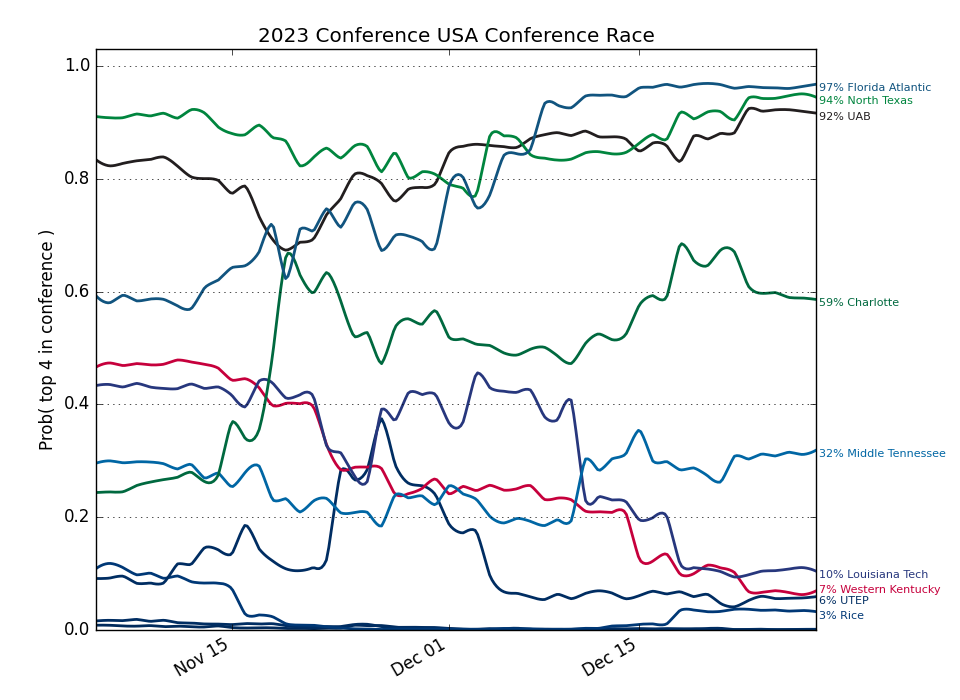 2023 Conference USA Conference Race
Prob( top 4 in conference )
1.0
0.8
0.6
0.4
0.2
0.0
Nov 15
Dec 01
Dec 15
97% Florida Atlantic
94% North Texas
92% UAB
59% Charlotte
32% Middle Tennessee
10% Louisiana Tech
7% Western Kentucky
6% UTEP
3% Rice